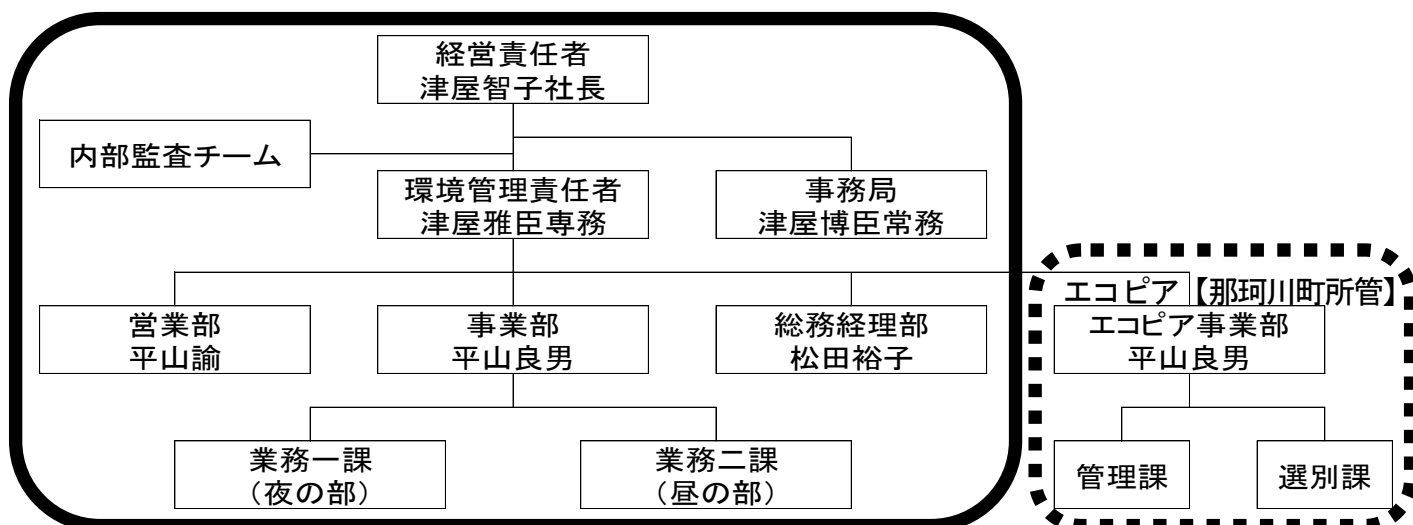 経営責任者
津屋智子社長
内部監査チーム
環境管理責任者
津屋雅臣専務
事務局
津屋博臣常務
エコピア【那珂川町所管】
営業部
平山諭
事業部
平山良男
総務経理部
松田裕子
エコピア事業部
平山良男
業務一課
（夜の部）
業務二課
（昼の部）
管理課
選別課